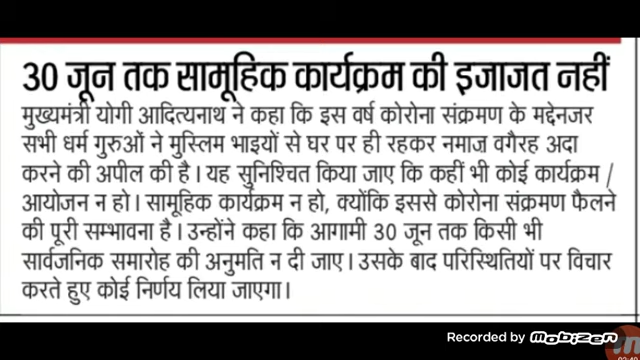 30 जून तक सामूहिक कार्यक्रम की इजाजत नहीं
मुख्यमंत्री योगी आदित्यनाथ ने कहा कि इस वर्ष कोरोना संक्रमण के मद्देनजर
सभी धर्म गुरुओं ने मुस्लिम भाइयों से घर पर ही रहकर नमाज वगैरह अदा
करने की अपील की है। यह सुनिश्चित किया जाए कि कहीं भी कोई कार्यक्रम /
आयोजन न हो। सामूहिक कार्यक्रम न हो, क्योंकि इससे कोरोना संक्रमण फैलने
की पूरी सम्भावना है। उन्होंने कहा कि आगामी 30 जून तक किसी भी
सार्वजनिक समारोह की अनुमति न दी जाए। उसके बाद परिस्थितियों पर विचार
करते हुए कोई निर्णय लिया जाएगा।
Recorded by mobizen